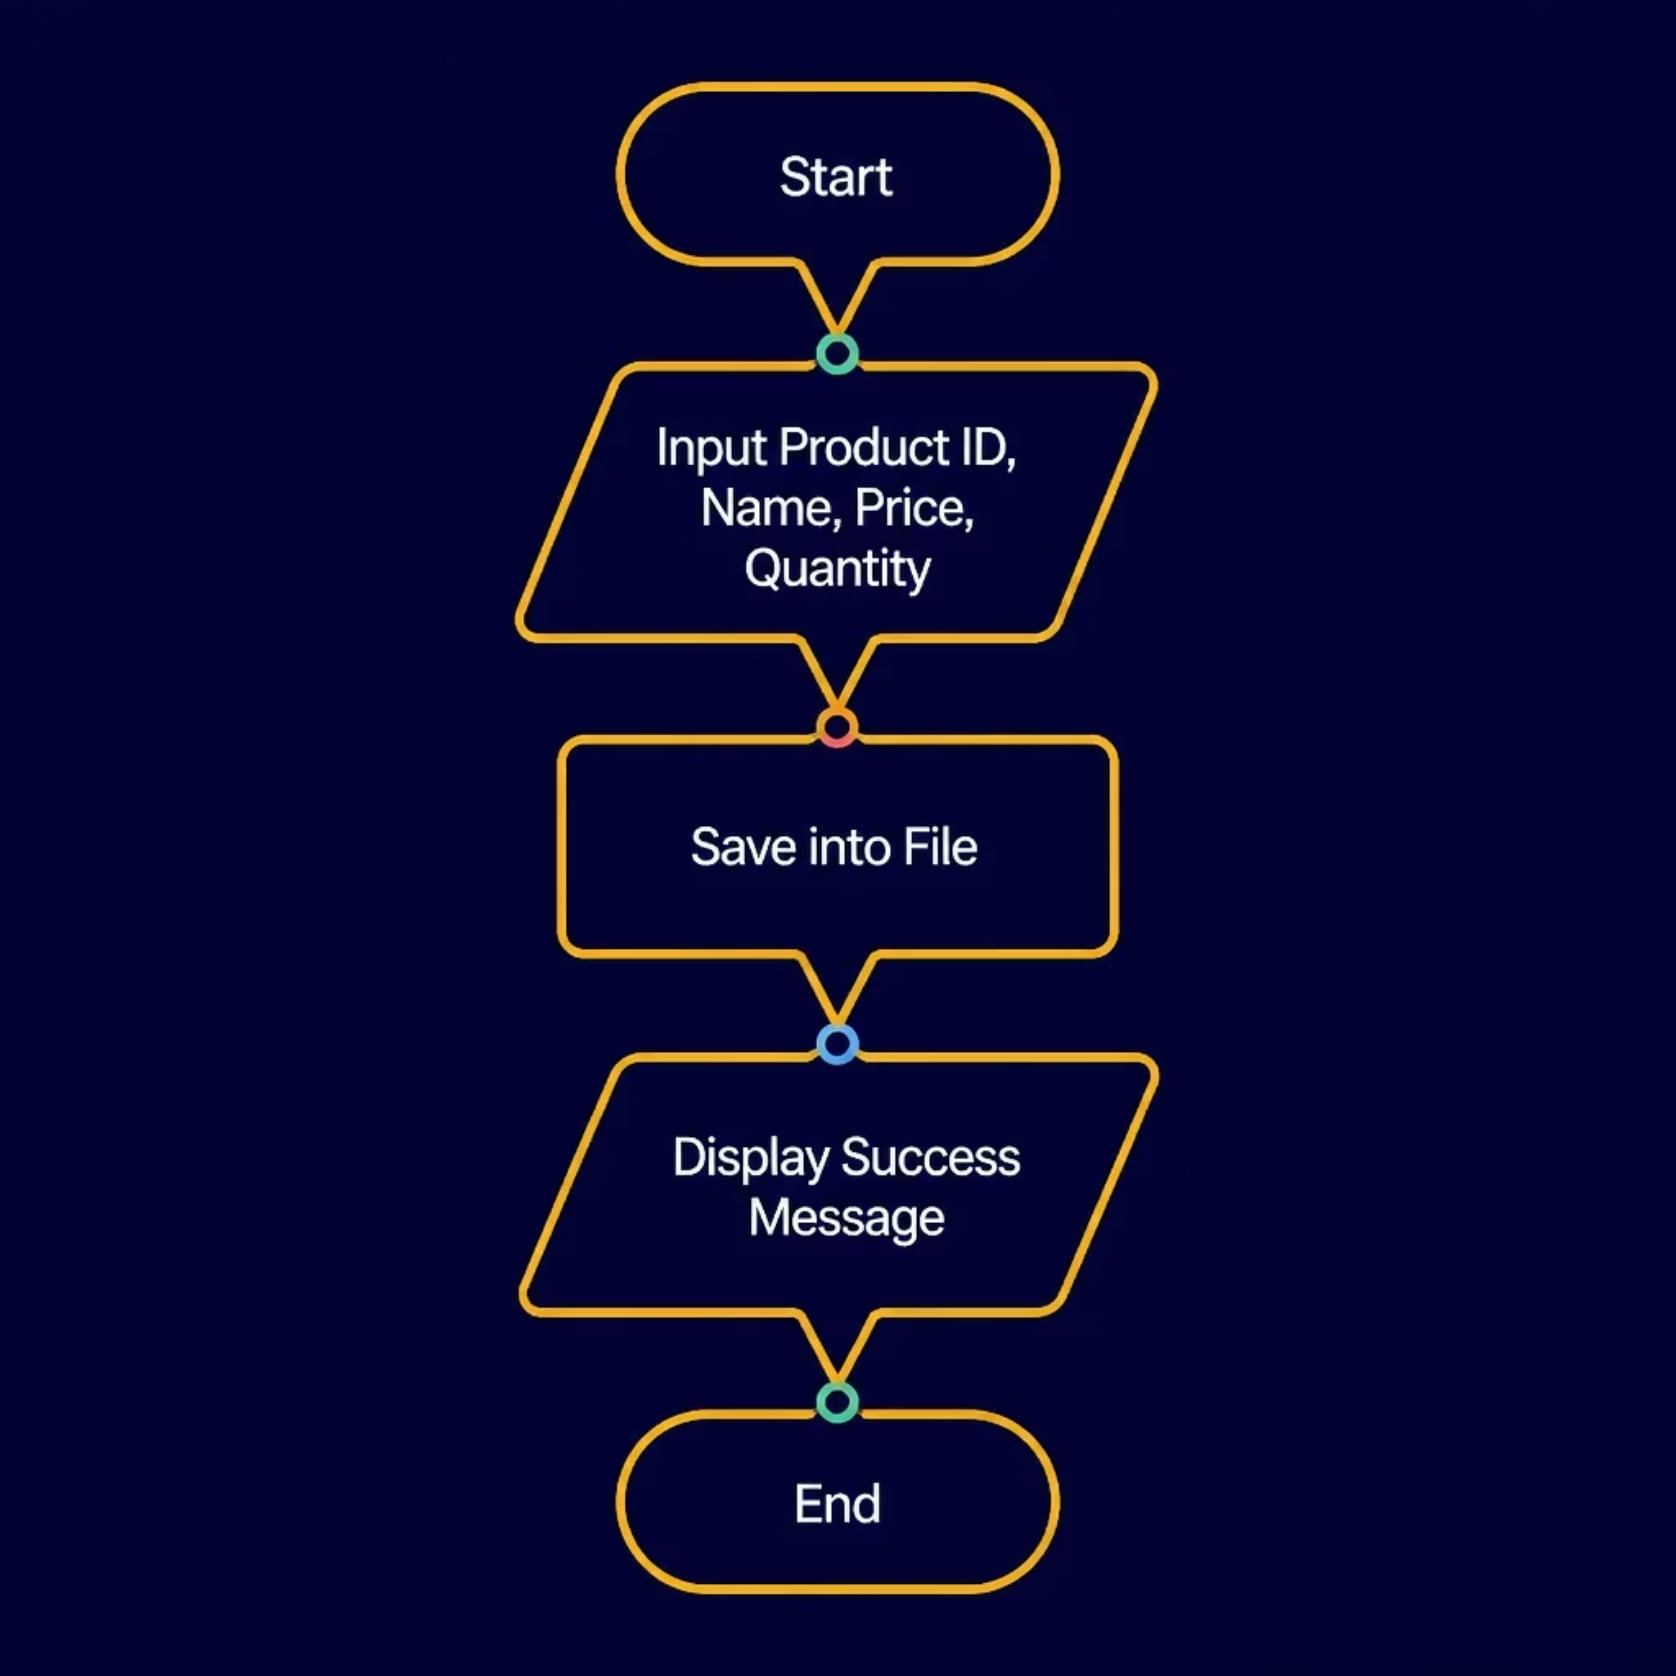 Start
Input Product ID,
Name, Price,
Quantity
Save into File
Display Success
Message
End